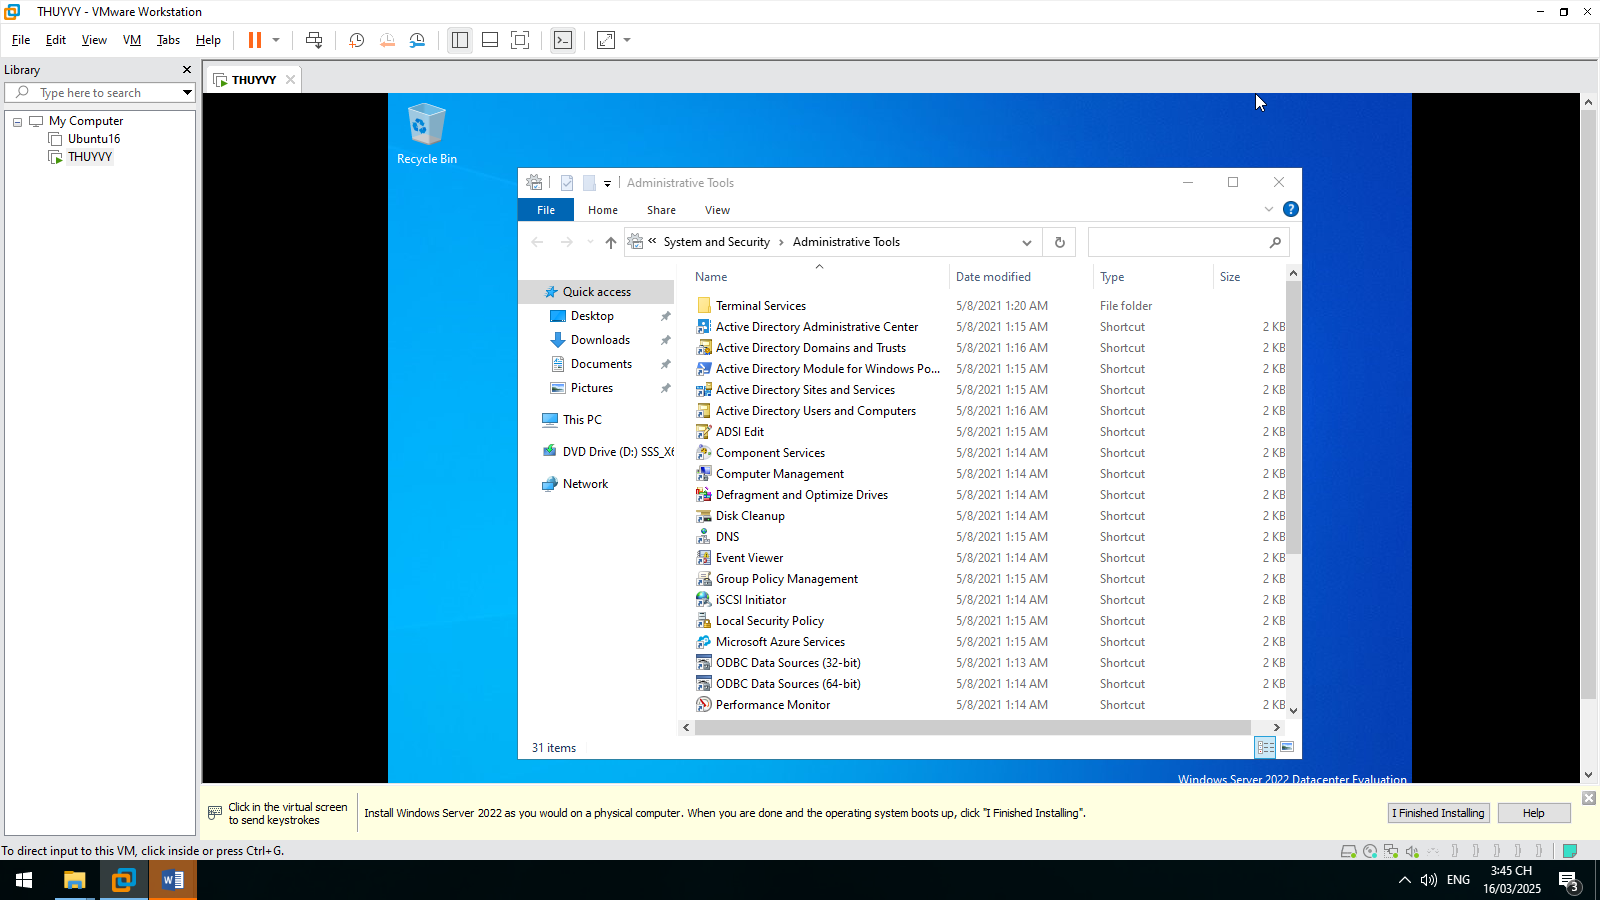 THUYVY - VMware Workstation
File Edit View VM Tabs Help
Library
Type here to search
My Computer
Ubuntu16
THUYVY
THUYVY
Recycle Bin
Administrative Tools
File Home Share View
System and Security Administrative Tools
Quick access
Desktop
Downloads
Documents
Pictures
This PC
DVD Drive (D:) SSS_X6
Network
Name Date modified Type Size
Terminal Services 5/8/2021 1:20 AM File folder
Active Directory Administrative Center 5/8/2021 1:15 AM Shortcut 2 KB
Active Directory Domains and Trusts 5/8/2021 1:16 AM Shortcut 2 KB
Active Directory Module for Windows Po... 5/8/2021 1:15 AM Shortcut 2 KB
Active Directory Sites and Services 5/8/2021 1:15 AM Shortcut 2 KB
Active Directory Users and Computers 5/8/2021 1:16 AM Shortcut 2 KB
ADSI Edit 5/8/2021 1:15 AM Shortcut 2 KB
Component Services 5/8/2021 1:14 AM Shortcut 2 KB
Computer Management 5/8/2021 1:14 AM Shortcut 2 KB
Defragment and Optimize Drives 5/8/2021 1:14 AM Shortcut 2 KB
Disk Cleanup 5/8/2021 1:14 AM Shortcut 2 KB
DNS 5/8/2021 1:15 AM Shortcut 2 KB
Event Viewer 5/8/2021 1:14 AM Shortcut 2 KB
Group Policy Management 5/8/2021 1:15 AM Shortcut 2 KB
iSCSI Initiator 5/8/2021 1:14 AM Shortcut 2 KB
Local Security Policy 5/8/2021 1:15 AM Shortcut 2 KB
Microsoft Azure Services 5/8/2021 1:15 AM Shortcut 2 KB
ODBC Data Sources (32-bit) 5/8/2021 1:13 AM Shortcut 2 KB
ODBC Data Sources (64-bit) 5/8/2021 1:14 AM Shortcut 2 KB
Performance Monitor 5/8/2021 1:14 AM Shortcut 2 KB
31 items
Windows Server 2022 Datacenter Evaluation
Click in the virtual screen
to send keystrokes
Install Windows Server 2022 as you would on a physical computer. When you are done and the operating system boots up, click "I Finished Installing".
I Finished Installing
Help
To direct input to this VM, click inside or press Ctrl+G.
ENG
3:45 CH
16/03/2025
3